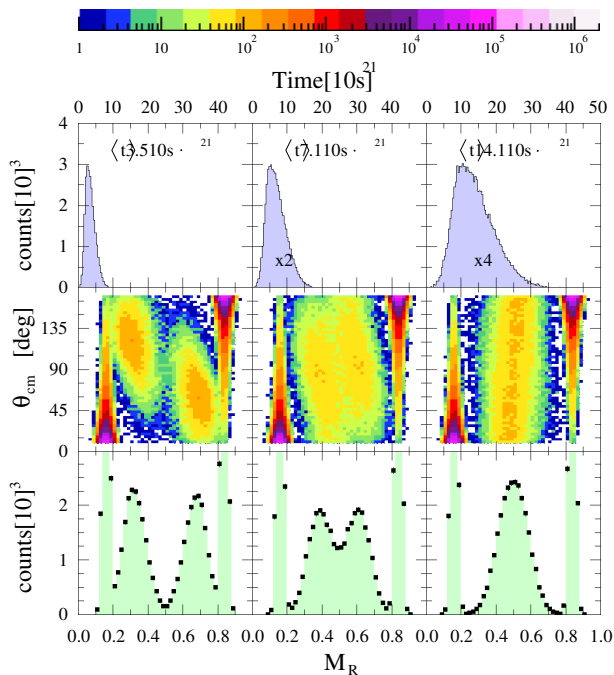 1 10 10² 10³ 10⁴ 10⁵ 10⁶
Time[10s]²¹
0 10 20 30 40 0 10 20 30 40 0 10 20 30 40 50
4
3
2
1
0
counts[10]³
⟨t⟩3.510s · ²¹
⟨t⟩7.110s · ²¹
⟨t⟩14.110s · ²¹
x2
x4
135
90
45
0
θcm [deg]
2
1
0
counts[10]³
0.0 0.2 0.4 0.6 0.8 0.2 0.4 0.6 0.8 0.2 0.4 0.6 0.8 1.0
M_R